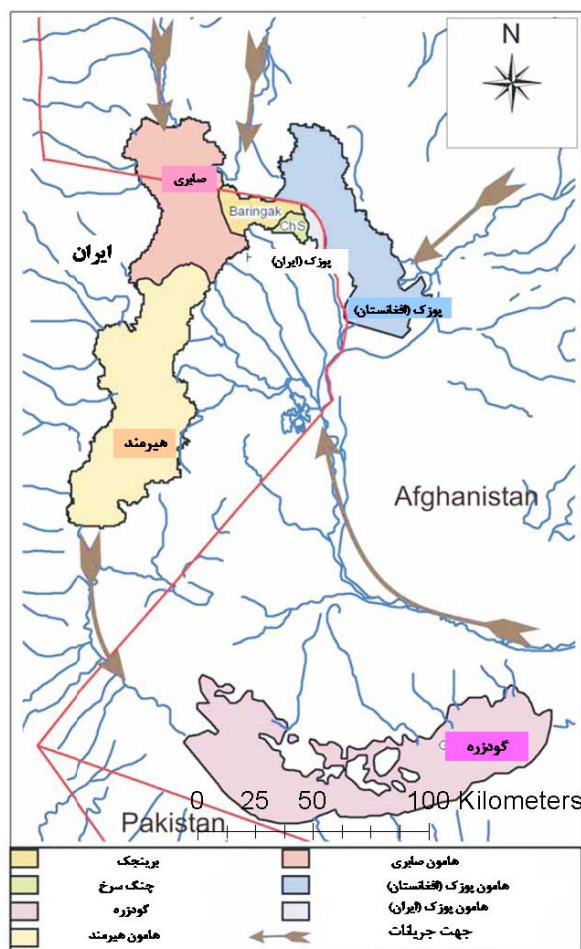 N
صابری
Baringak
ChS
ایران
پوزک (ایران)
پوزک (افغانستان)
هیرمند
Afghanistan
گودزره
0 25 50 100 Kilometers
Pakistan
هامون صابری
برینجک
هامون پوزک (افغانستان)
چنگ سرخ
هامون پوزک (ایران)
گودزره
جهت جریانات
هامون هیرمند